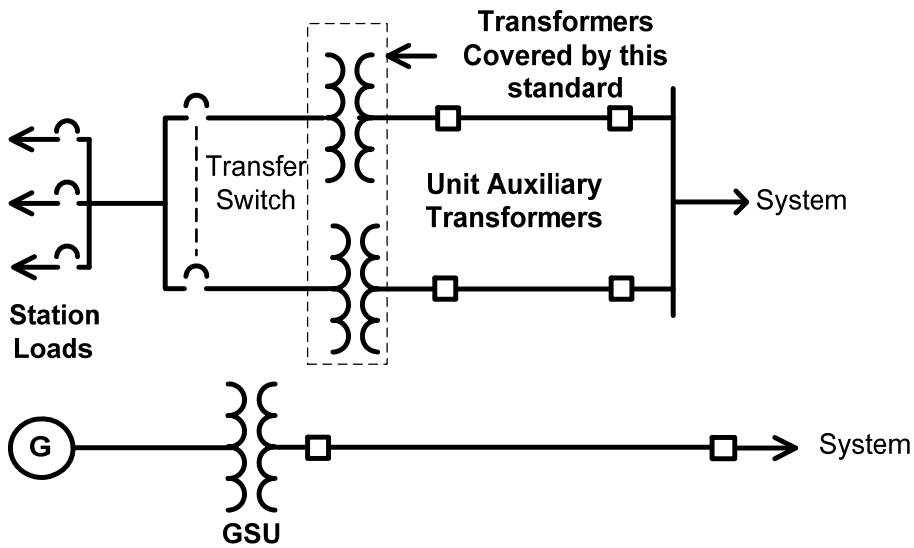 Transformers
Covered by this
standard
Transfer
Switch
Unit Auxiliary
Transformers
System
Station
Loads
G
System
GSU